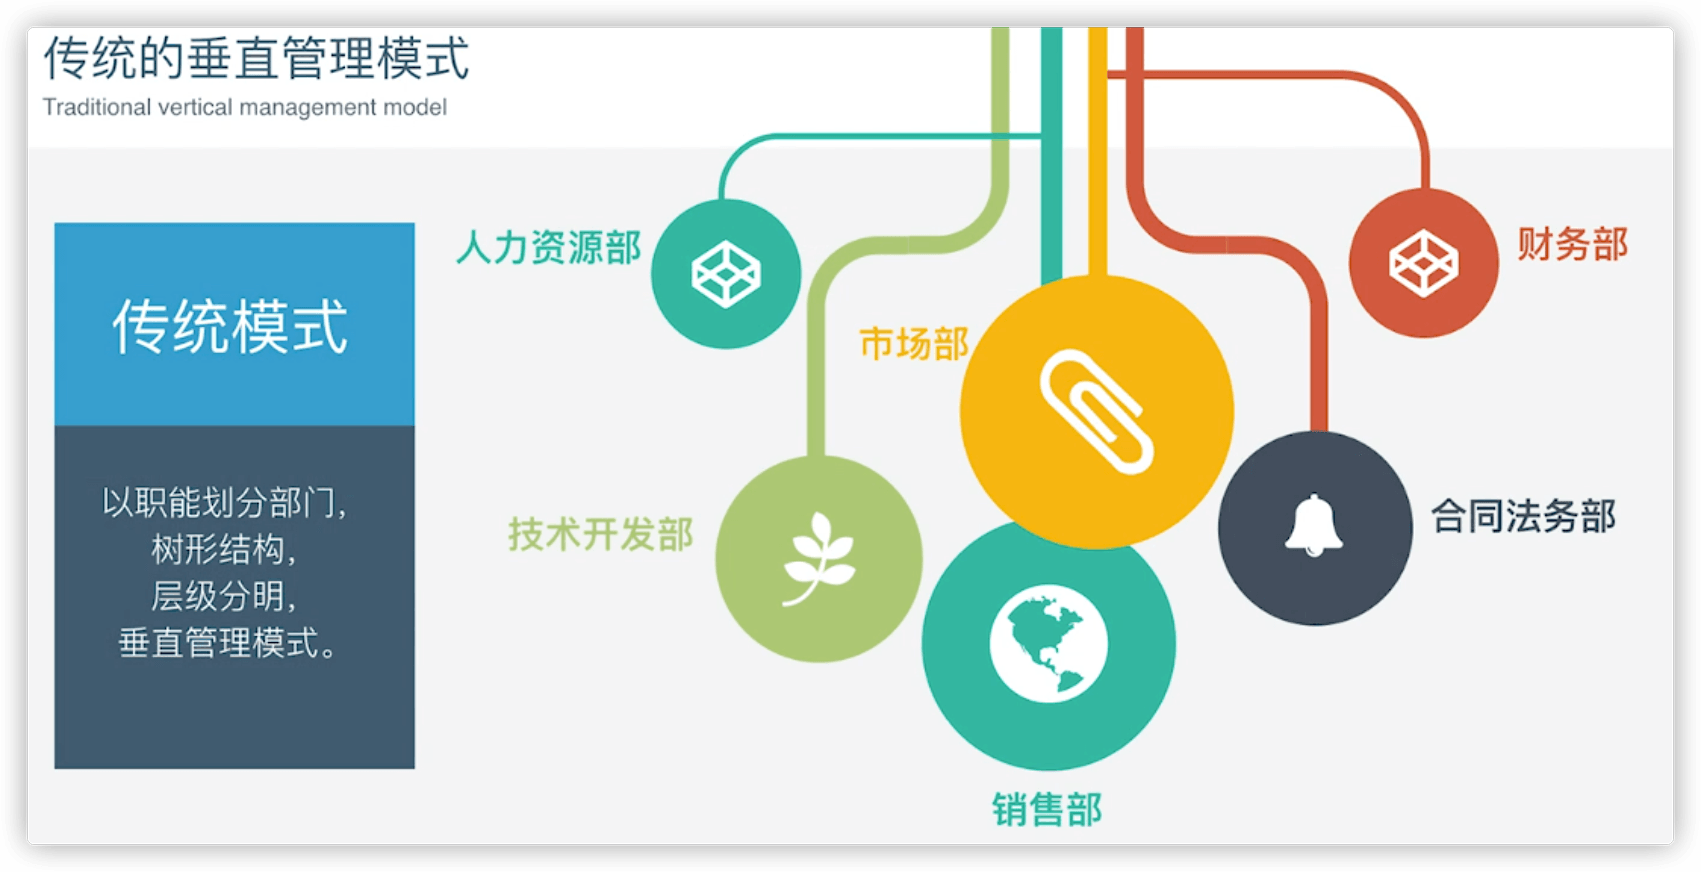 传统的垂直管理模式
Traditional vertical management model
传统模式
以职能划分部门，
树形结构，
层级分明，
垂直管理模式。
人力资源部
财务部
市场部
技术开发部
合同法务部
销售部